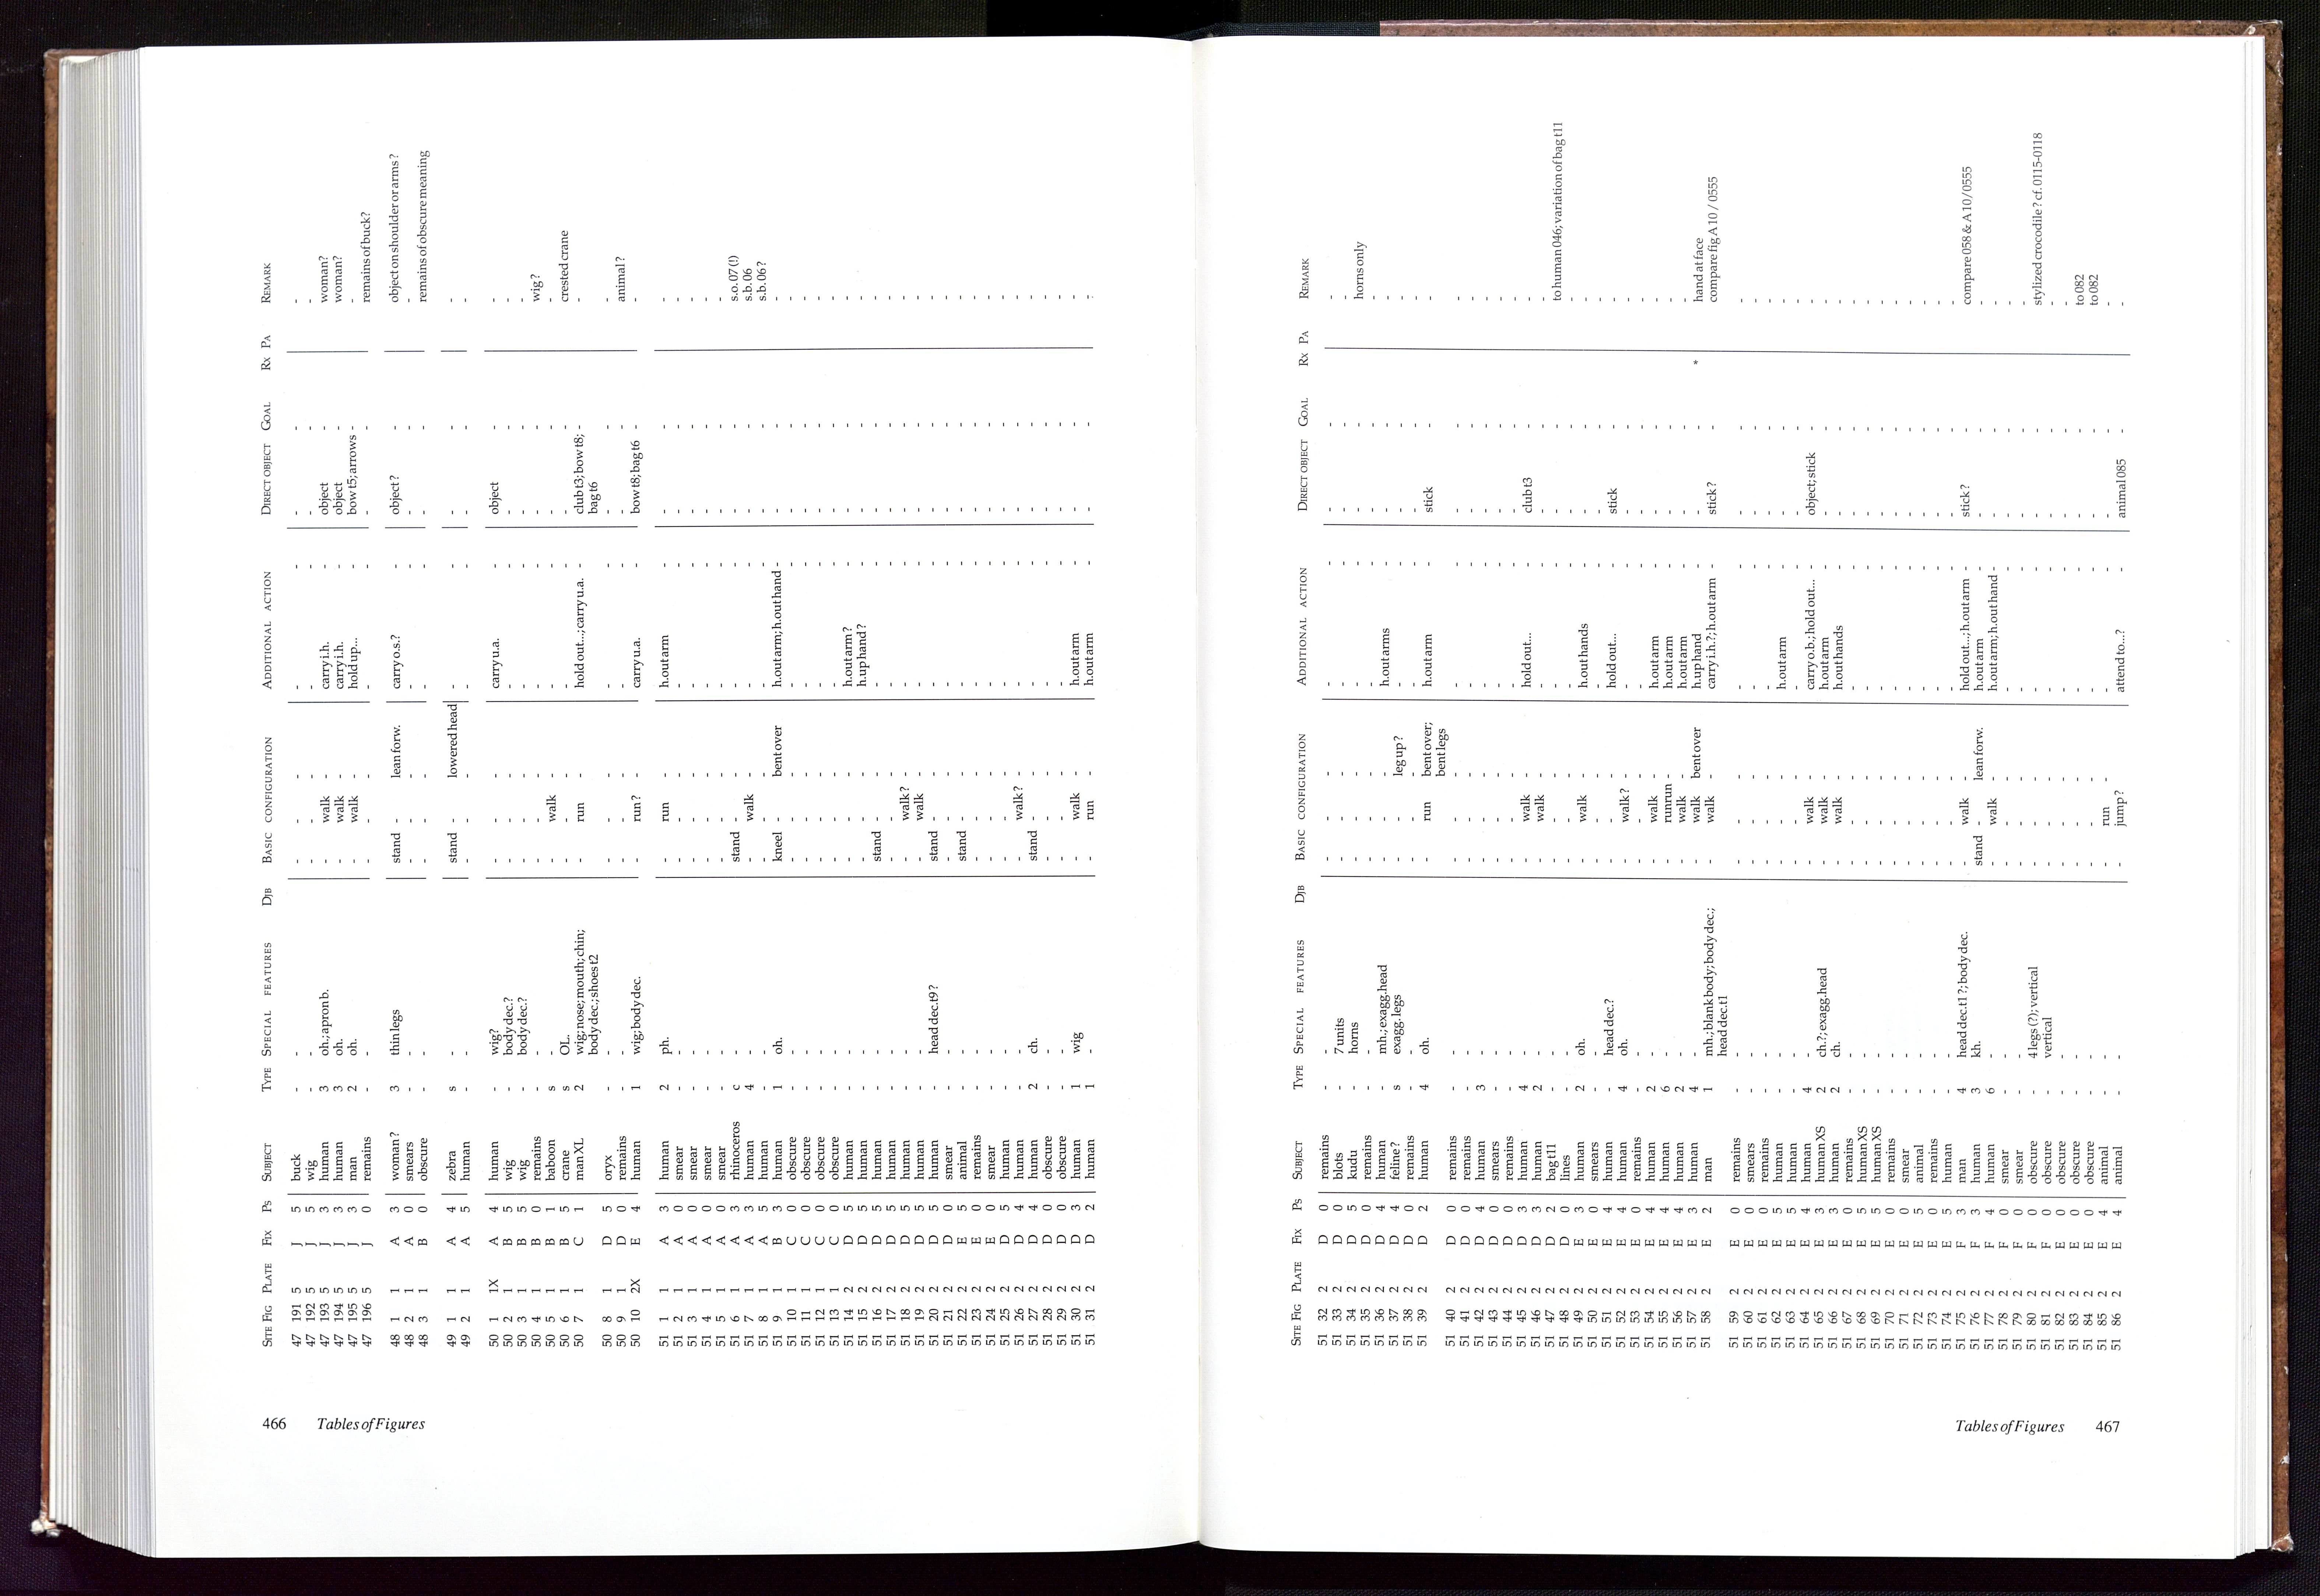 SITE FIG PLATE FIX PS SUBJECT TYPE SPECIAL FEATURES DJB BASIC CONFIGURATION ADDITIONAL ACTION DIRECT OBJECT GOAL RX PA REMARK
47 191 5 J 5 buck - - - - - - - - - -
47 192 5 J 5 wig - - - - - - - - - -
47 193 5 J 3 human 3 oh.; apron b. - walk - carry i.h. - object - woman?
47 194 5 J 3 human 3 oh. - walk - carry i.h. - object - woman?
47 195 5 J 3 man 2 oh. - walk - hold up... - bow t5; arrows - -
47 196 5 J 0 remains - - - - - - - - - remains of buck?
48 1 1 A 3 woman? 3 thin legs stand - lean forw. carry o.s.? - object? - object on shoulder or arms?
48 2 1 A 0 smears - - - - - - - - - -
48 3 1 B 0 obscure - - - - - - - - - remains of obscure meaning
49 1 1 A 4 zebra s - stand - lowered head - - - - -
49 2 1 A 5 human - - - - - - - - - -
50 1 1X A 4 human - wig? - - - carry u.a. - object - -
50 2 1 B 5 wig - body dec.? - - - - - - - -
50 3 1 B 5 wig - body dec.? - - - - - - - -
50 4 1 B 0 remains - - - - - - - - - wig?
50 5 1 B 1 baboon s - - walk - - - - - -
50 6 1 B 5 crane s OL. - - - - - - - crested crane
50 7 1 C 1 man XL 2 wig; nose; mouth; chin; - run - hold out...; carry u.a. - club t3; bow t8; - -
body dec.; shoes t2 bag t6
50 8 1 D 5 oryx - - - - - - - - - -
50 9 1 D 0 remains - - - - - - - - - animal?
50 10 2X E 4 human 1 wig; body dec. - run? - carry u.a. - bow t8; bag t6 - -
51 1 1 A 3 human 2 ph. - run - h.out arm - - - -
51 2 1 A 0 smear - - - - - - - - - -
51 3 1 A 0 smear - - - - - - - - - -
51 4 1 A 0 smear - - - - - - - - - -
51 5 1 A 0 smear - - - - - - - - - -
51 6 1 A 3 rhinoceros c - stand - - - - - - s.o. 07 (!)
51 7 1 A 3 human 4 - - walk - - - - - s.b. 06
51 8 1 A 5 human - - - - - - - - - s.b. 06?
51 9 1 B 3 human 1 oh. kneel - bent over h.out arm; h.out hand - - - -
51 10 1 C 0 obscure - - - - - - - - - -
51 11 1 C 0 obscure - - - - - - - - - -
51 12 1 C 0 obscure - - - - - - - - - -
51 13 1 C 0 obscure - - - - - - - - - -
51 14 2 D 5 human - - - - - h.out arm? - - - -
51 15 2 D 5 human - - - - - h.up hand? - - - -
51 16 2 D 5 human - - stand - - - - - - -
51 17 2 D 5 human - - - - - - - - - -
51 18 2 D 5 human - - - walk? - - - - - -
51 19 2 D 5 human - - - walk - - - - - -
51 20 2 D 5 human - head dec.t9? stand - - - - - - -
51 21 2 D 0 smear - - - - - - - - - -
51 22 2 E 5 animal - - stand - - - - - - -
51 23 2 E 0 remains - - - - - - - - - -
51 24 2 E 0 smear - - - - - - - - - -
51 25 2 D 5 human - - - - - - - - - -
51 26 2 D 4 human - - - walk? - - - - - -
51 27 2 D 4 human 2 ch. stand - - - - - - -
51 28 2 D 0 obscure - - - - - - - - - -
51 29 2 D 0 obscure - - - - - - - - - -
51 30 2 D 3 human 1 wig - walk - h.out arm - - - -
51 31 2 D 2 human 1 - - run - h.out arm - - - -
466 Tables of Figures
SITE FIG PLATE FIX PS SUBJECT TYPE SPECIAL FEATURES DJB BASIC CONFIGURATION ADDITIONAL ACTION DIRECT OBJECT GOAL RX PA REMARK
51 32 2 D 0 remains - - - - - - - - - -
51 33 2 D 0 blots - 7 units - - - - - - - -
51 34 2 D 5 kudu - horns - - - - - - - horns only
51 35 2 D 0 remains - - - - - - - - - -
51 36 2 D 4 human - mh.; exagg.head - - - h.out arms - - - -
51 37 2 D 4 feline? s exagg. legs - - leg up? - - - - -
51 38 2 D 0 remains - - - - - - - - - -
51 39 2 D 2 human 4 oh. - run bent over; h.out arm - stick - -
bent legs
51 40 2 D 0 remains - - - - - - - - - -
51 41 2 D 0 remains - - - - - - - - - -
51 42 2 D 4 human 3 - - - - - - - - -
51 43 2 D 0 smears - - - - - - - - - -
51 44 2 D 0 remains - - - - - - - - - -
51 45 2 D 3 human 4 - - walk - hold out... - club t3 - -
51 46 2 D 3 human 2 - - walk - - - - - -
51 47 2 D 2 bag t11 - - - - - - - - - to human 046; variation of bag t11
51 48 2 D 0 lines - - - - - - - - - -
51 49 2 E 3 human 2 oh. - walk - h.out hands - - - -
51 50 2 E 0 smears - - - - - - - - - -
51 51 2 E 4 human - head dec.? - - - hold out... - stick - -
51 52 2 E 4 human 4 oh. - walk? - - - - - -
51 53 2 E 0 remains - - - - - - - - - -
51 54 2 E 4 human 2 - - walk - h.out arm - - - -
51 55 2 E 4 human 6 - - runrun - h.out arm - - - -
51 56 2 E 4 human 2 - - walk - h.out arm - - - -
51 57 2 E 3 human 4 - - walk bent over h.up hand - - - * hand at face
51 58 2 E 2 man 1 mh.; blank body; body dec.; - walk - carry i.h.?; h.out arm - stick? - compare fig A 10 / 0555
head dec.t1
51 59 2 E 0 remains - - - - - - - - - -
51 60 2 E 0 smears - - - - - - - - - -
51 61 2 E 0 remains - - - - - - - - - -
51 62 2 E 5 human - - - - - h.out arm - - - -
51 63 2 E 5 human - - - - - - - - - -
51 64 2 E 4 human 4 - - walk - carry o.b.; hold out... - object; stick - -
51 65 2 E 3 human XS 2 ch.?; exagg.head - walk - h.out arm - - - -
51 66 2 E 3 human 2 ch. - walk - h.out hands - - - -
51 67 2 E 0 remains - - - - - - - - - -
51 68 2 E 5 human XS - - - - - - - - - -
51 69 2 E 5 human XS - - - - - - - - - -
51 70 2 E 0 remains - - - - - - - - - -
51 71 2 E 0 smear - - - - - - - - - -
51 72 2 E 5 animal - - - - - - - - - -
51 73 2 E 0 remains - - - - - - - - - -
51 74 2 E 5 human - - - - - - - - - -
51 75 2 F 3 man 4 head dec.t1?; body dec. - walk - hold out...; h.out arm - stick? - compare 058 & A 10/0555
51 76 2 F 3 human 3 kh. stand - lean forw. h.out arm - - - -
51 77 2 F 4 human 6 - - walk - h.out arm; h.out hand - - - -
51 78 2 F 0 smear - - - - - - - - - -
51 79 2 F 0 smear - - - - - - - - - -
51 80 2 F 0 obscure - 4 legs (?); vertical - - - - - - - stylized crocodile? cf. 0115-0118
51 81 2 F 0 obscure - vertical - - - - - - - -
51 82 2 E 0 obscure - - - - - - - - - -
51 83 2 E 0 obscure - - - - - - - - - to 082
51 84 2 E 0 obscure - - - - - - - - - to 082
51 85 2 E 4 animal - - - run - - - - - -
51 86 2 E 4 animal - - - jump? - attend to...? - animal 085 - -
Tables of Figures 467